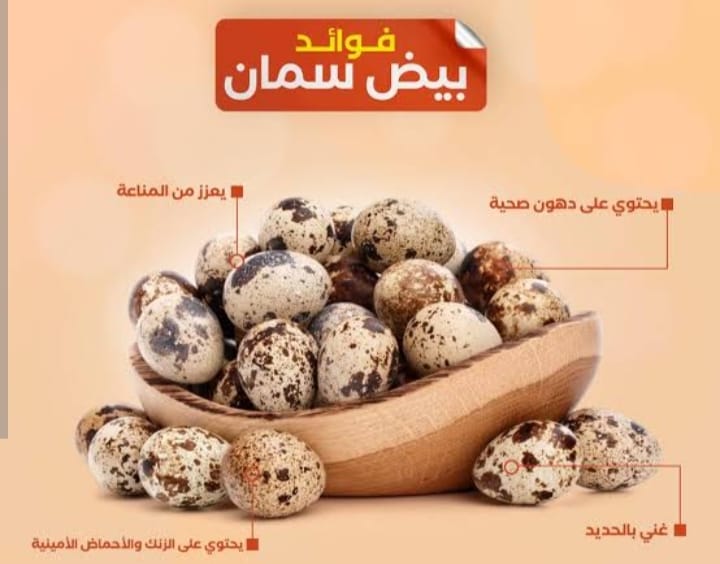 فوائد
بيض سمان
يعزز من المناعة
يحتوي على دهون صحية
غني بالحديد
يحتوي على الزنك والأحماض الأمينية